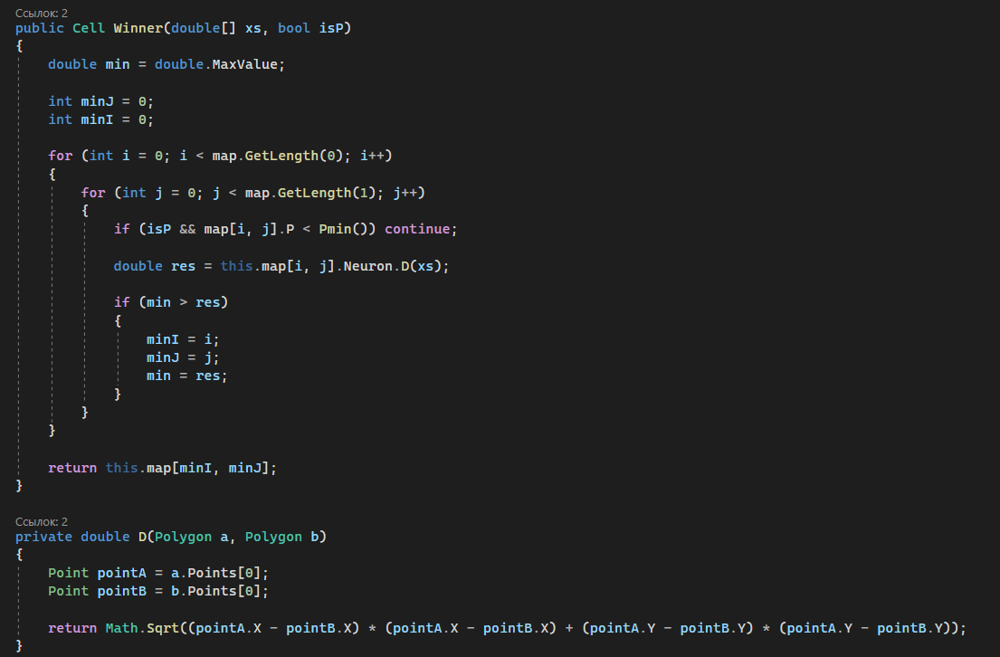 Ссылок: 2
public Cell Winner(double[] xs, bool isP)
{
double min = double.MaxValue;
int minJ = 0;
int minI = 0;
for (int i = 0; i < map.GetLength(0); i++)
{
for (int j = 0; j < map.GetLength(1); j++)
{
if (isP && map[i, j].P < Pmin()) continue;
double res = this.map[i, j].Neuron.D(xs);
if (min > res)
{
minI = i;
minJ = j;
min = res;
}
}
}
return this.map[minI, minJ];
}
Ссылок: 2
private double D(Polygon a, Polygon b)
{
Point pointA = a.Points[0];
Point pointB = b.Points[0];
return Math.Sqrt((pointA.X - pointB.X) * (pointA.X - pointB.X) + (pointA.Y - pointB.Y) * (pointA.Y - pointB.Y));
}